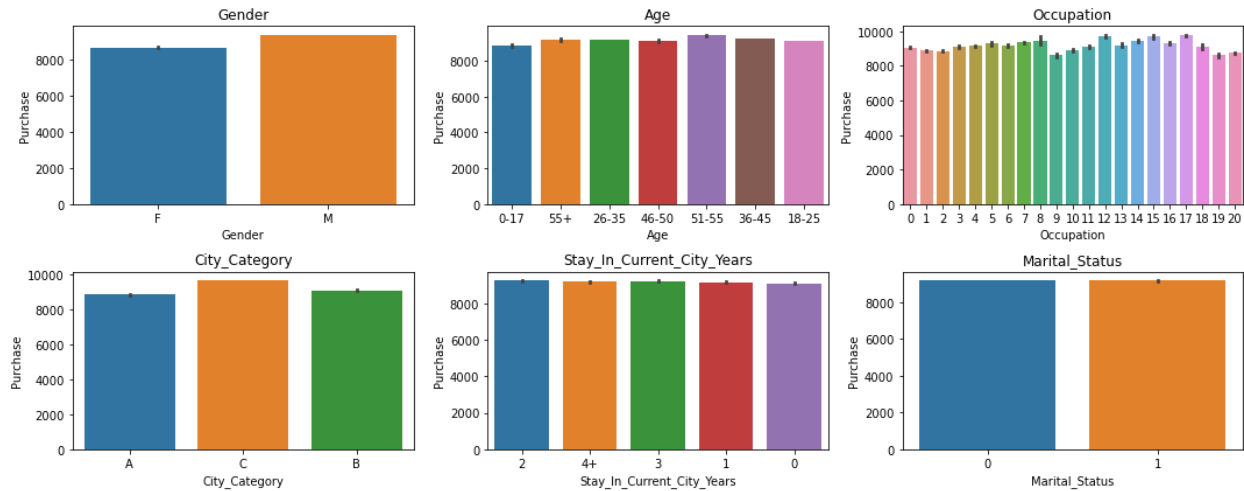 Gender
Purchase
8000
6000
4000
2000
0
F M
Gender
Age
Purchase
8000
6000
4000
2000
0
0-17 55+ 26-35 46-50 51-55 36-45 18-25
Age
Occupation
Purchase
10000
8000
6000
4000
2000
0
0 1 2 3 4 5 6 7 8 9 10 11 12 13 14 15 16 17 18 19 20
Occupation
City_Category
Purchase
10000
8000
6000
4000
2000
0
A C B
City_Category
Stay_In_Current_City_Years
Purchase
8000
6000
4000
2000
0
2 4+ 3 1 0
Stay_In_Current_City_Years
Marital_Status
Purchase
8000
6000
4000
2000
0
0 1
Marital_Status